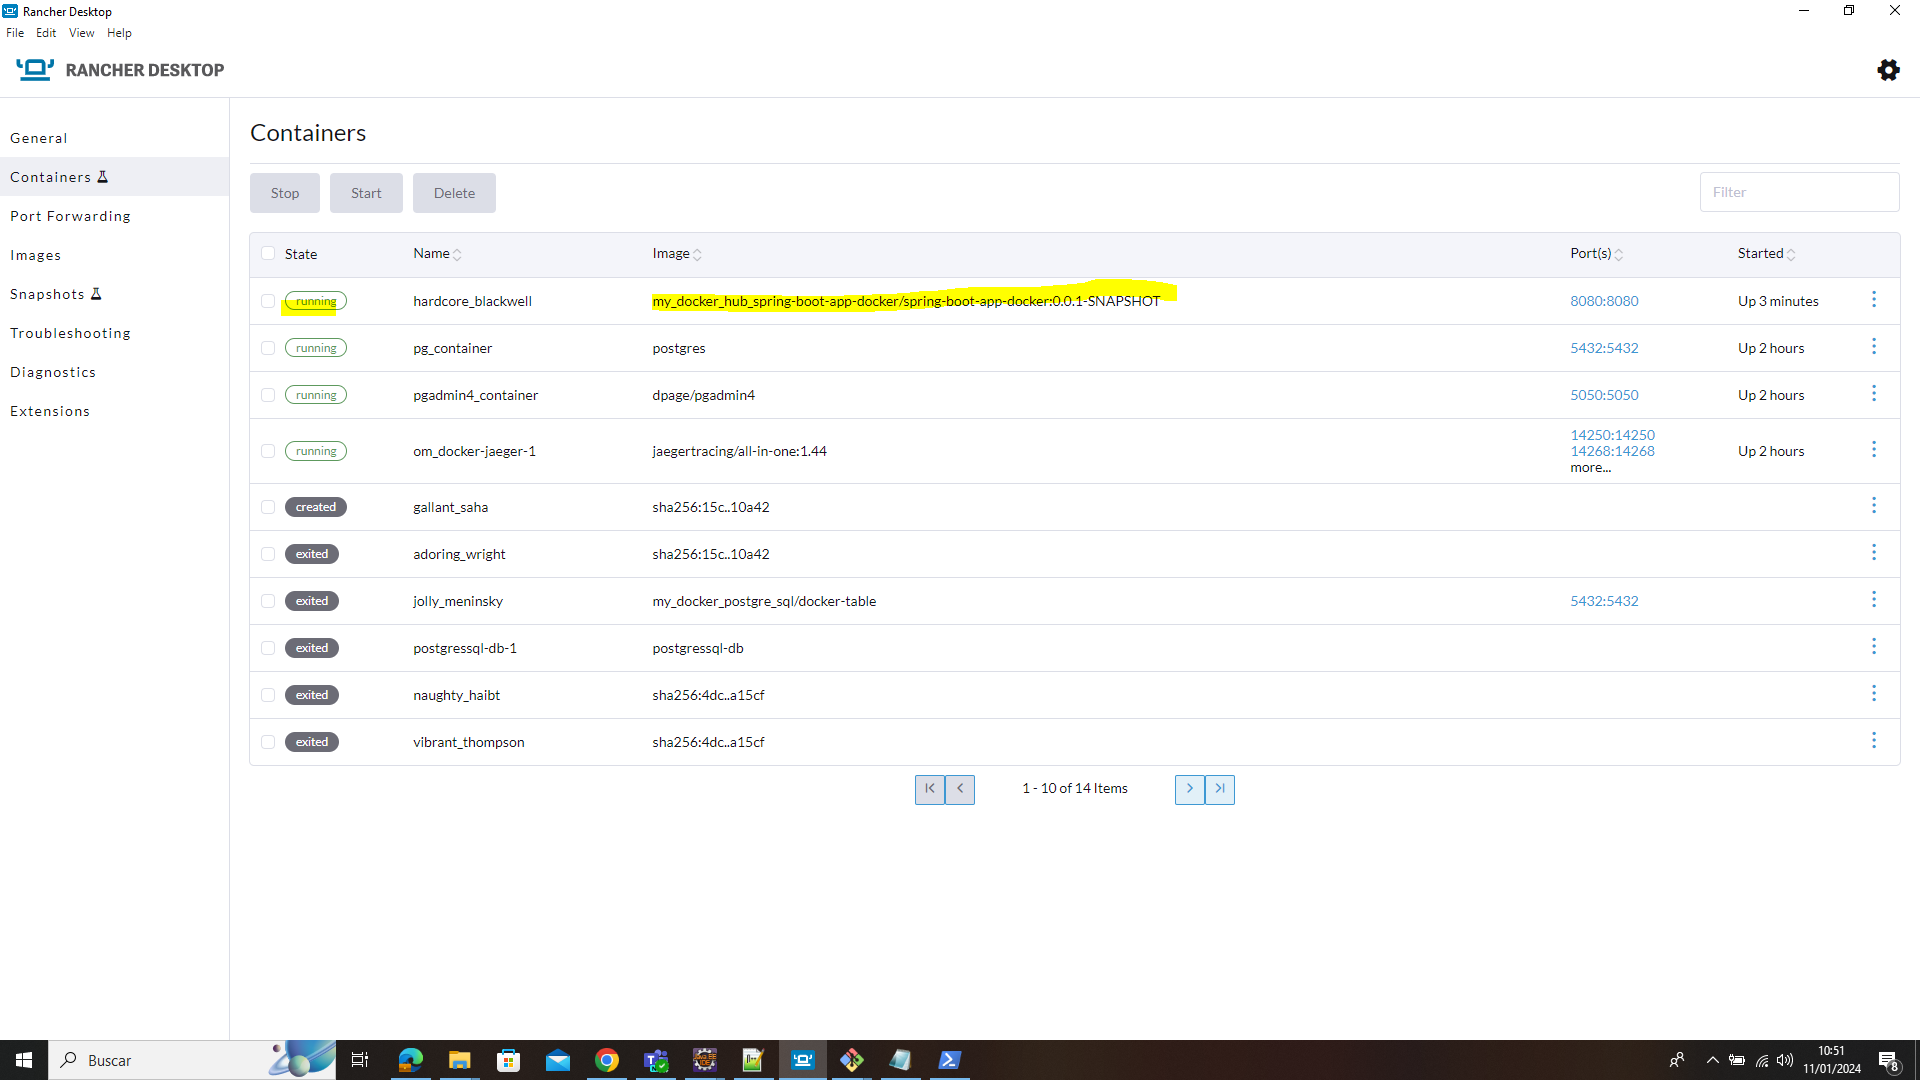 Rancher Desktop
File Edit View Help
RANCHER DESKTOP
General
Containers
Port Forwarding
Images
Snapshots
Troubleshooting
Diagnostics
Extensions
Containers
Stop Start Delete
Filter
State Name Image Port(s) Started
running hardcore_blackwell my_docker_hub_spring-boot-app-docker/spring-boot-app-docker:0.0.1-SNAPSHOT 8080:8080 Up 3 minutes
running pg_container postgres 5432:5432 Up 2 hours
running pgadmin4_container dpage/pgadmin4 5050:5050 Up 2 hours
running om_docker-jaeger-1 jaegertracing/all-in-one:1.44 14250:14250 Up 2 hours
14268:14268
more...
created gallant_saha sha256:15c..10a42
exited adoring_wright sha256:15c..10a42
exited jolly_meninsky my_docker_postgre_sql/docker-table 5432:5432
exited postgressql-db-1 postgressql-db
exited naughty_haibt sha256:4dc..a15cf
exited vibrant_thompson sha256:4dc..a15cf
1 - 10 of 14 Items
Buscar
10:51
11/01/2024
8